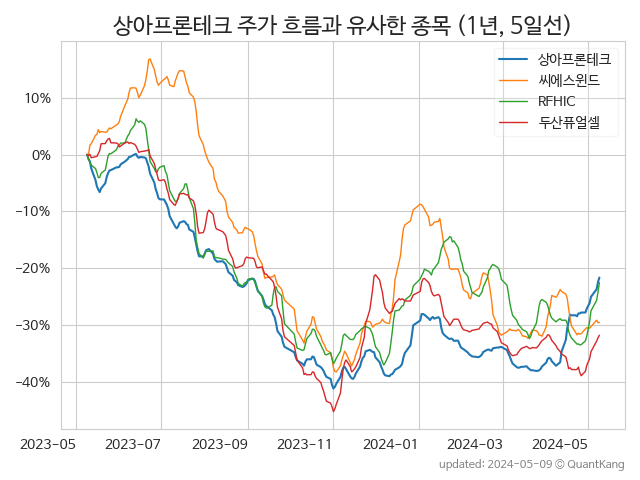 상아프론테크 주가 흐름과 유사한 종목 (1년, 5일선)
상아프론테크
씨에스윈드
RFHIC
두산퓨얼셀
10%
0%
−10%
−20%
−30%
−40%
2023−05 2023−07 2023−09 2023−11 2024−01 2024−03 2024−05
updated: 2024-05-09 © QuantKang